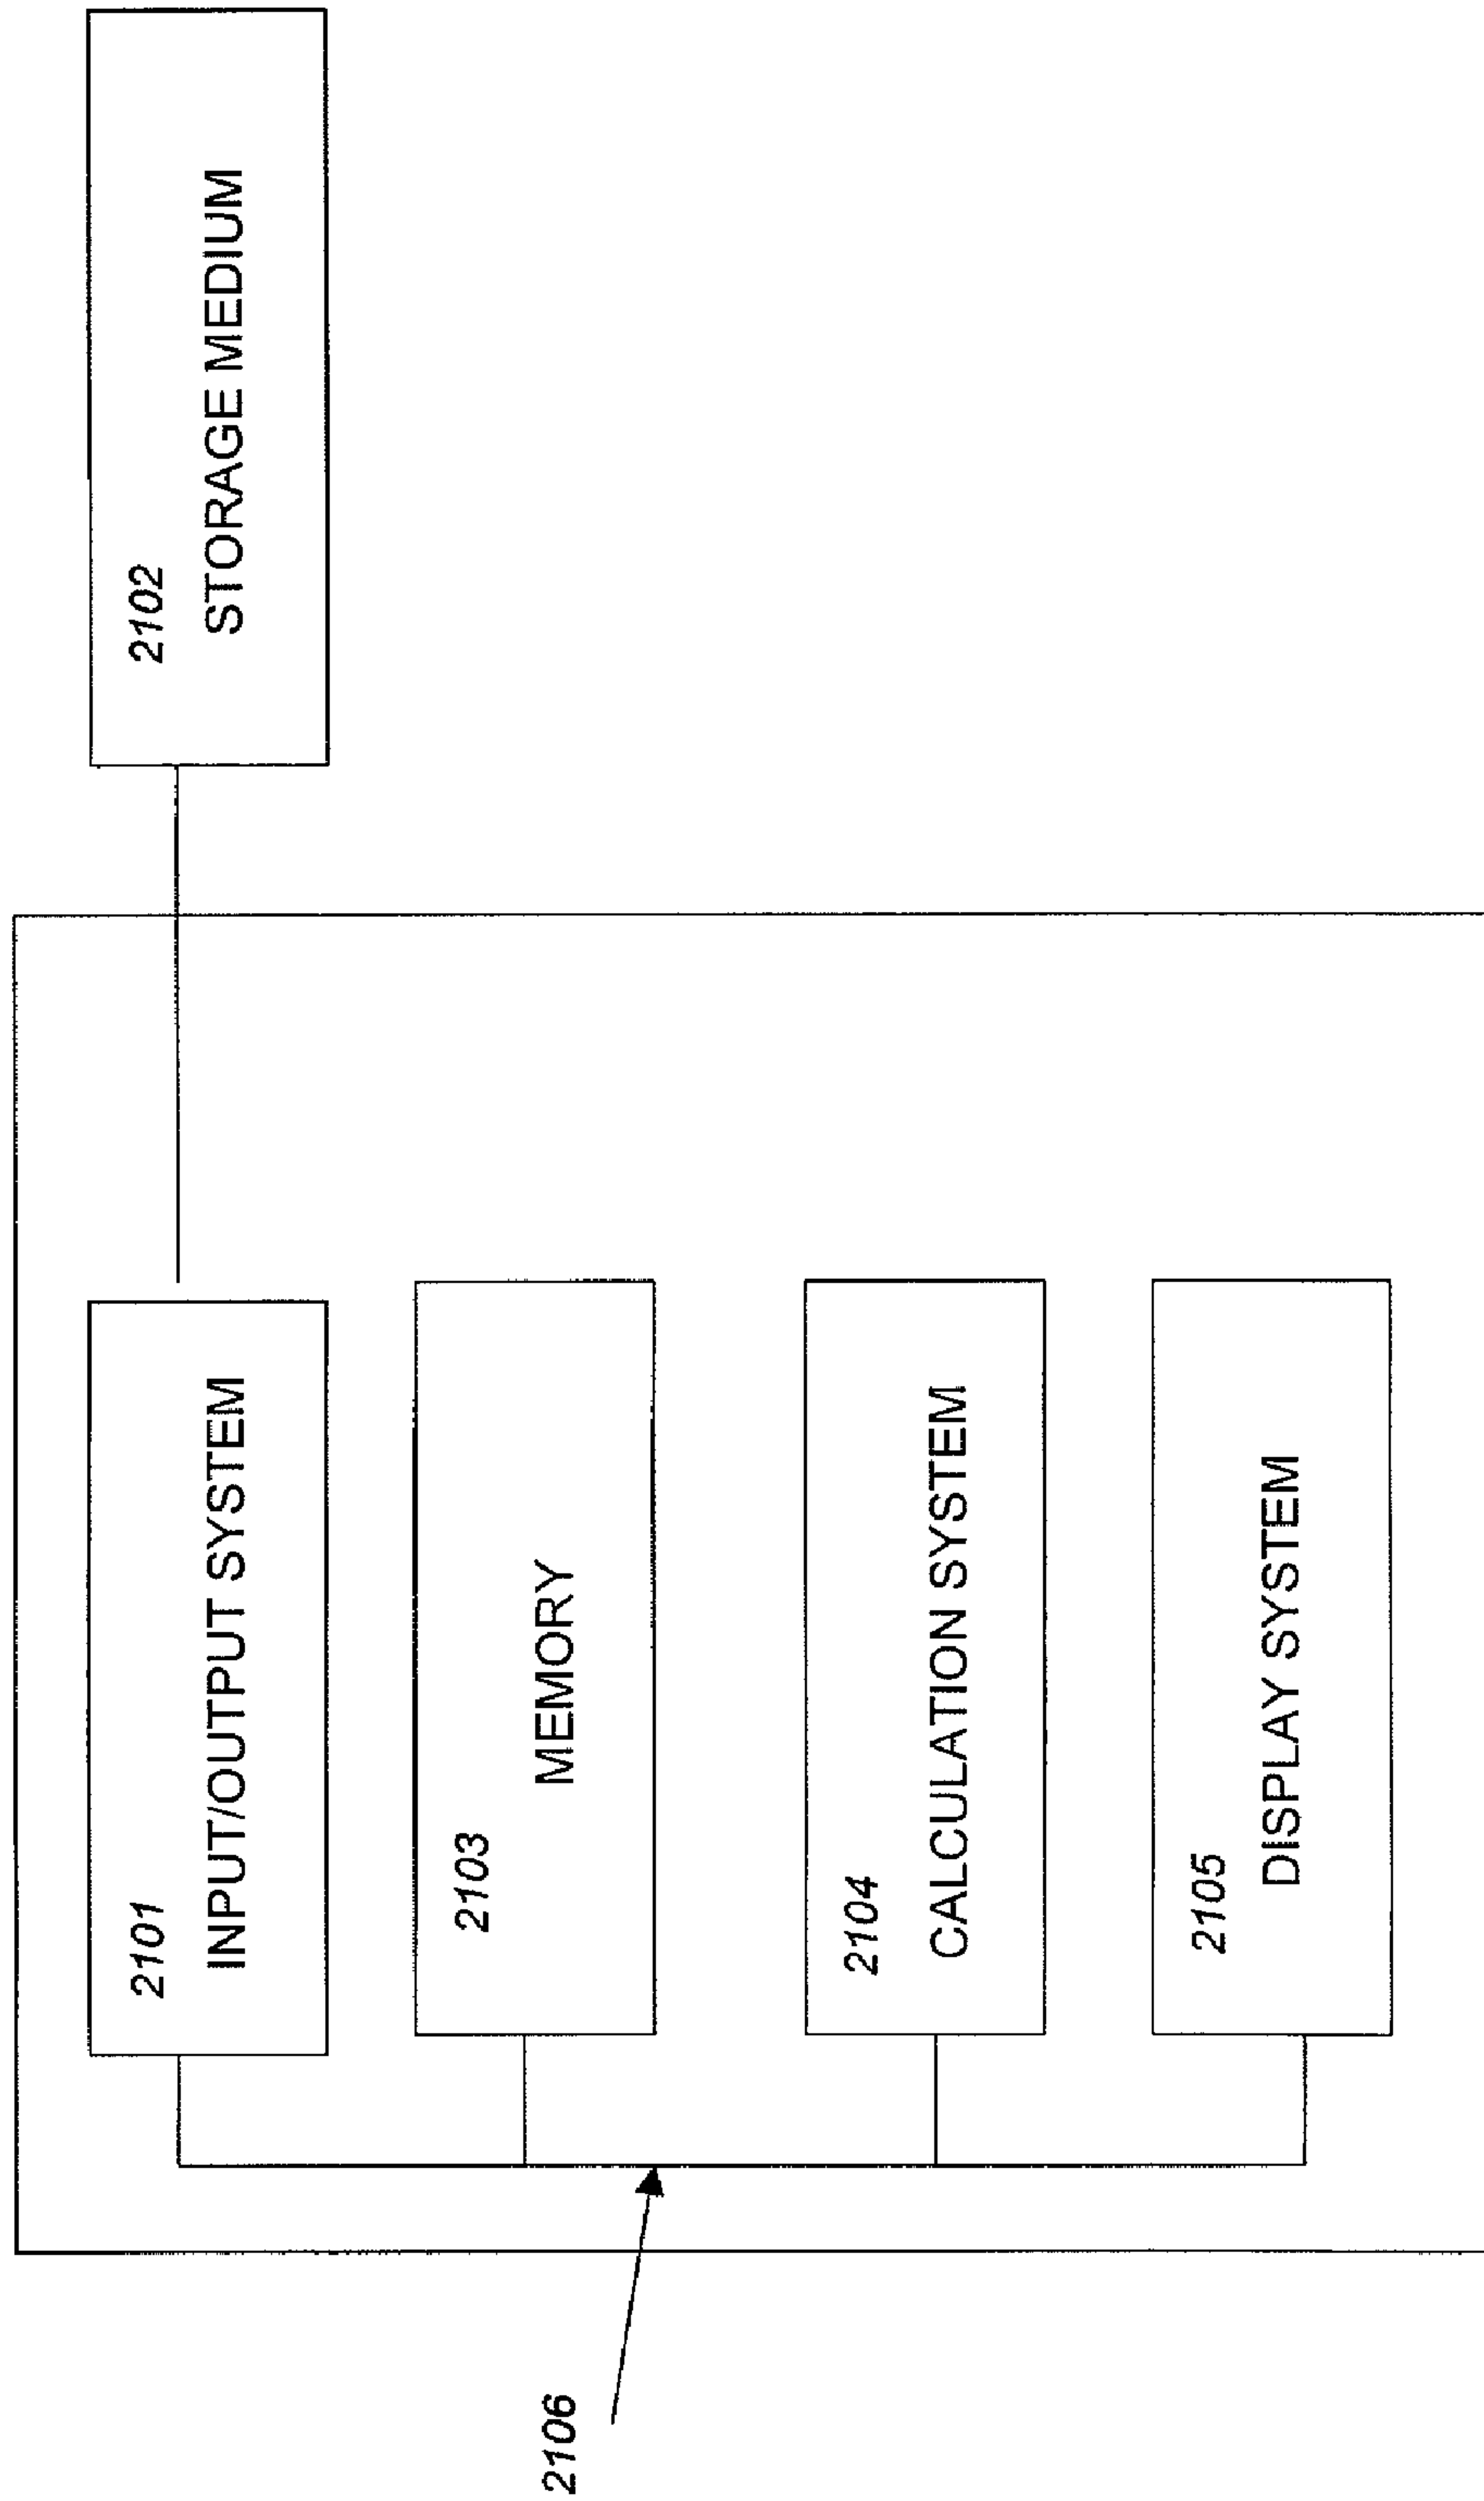 2101
INPUT/OUTPUT SYSTEM
2102
STORAGE MEDIUM
2103
MEMORY
2106
2104
CALCULATION SYSTEM
2105
DISPLAY SYSTEM